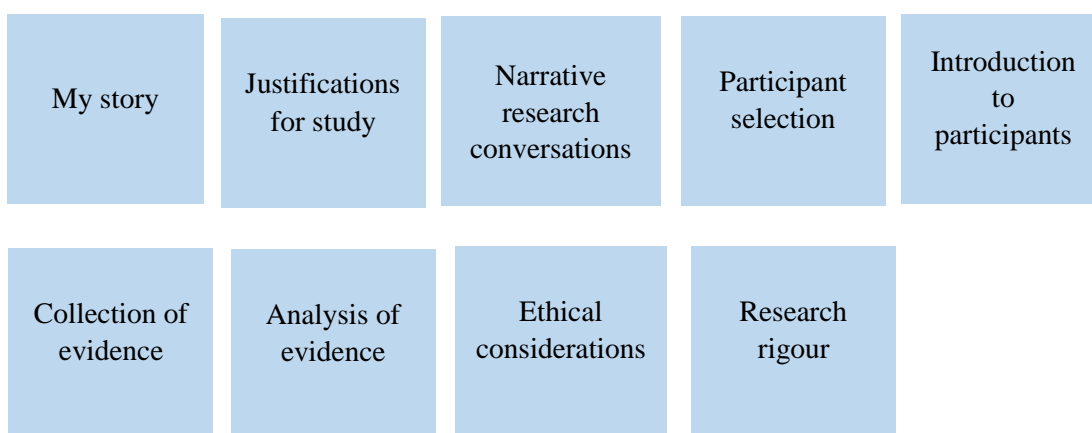 My story
Justifications
for study
Narrative
research
conversations
Participant
selection
Introduction
to
participants
Collection of
evidence
Analysis of
evidence
Ethical
considerations
Research
rigour